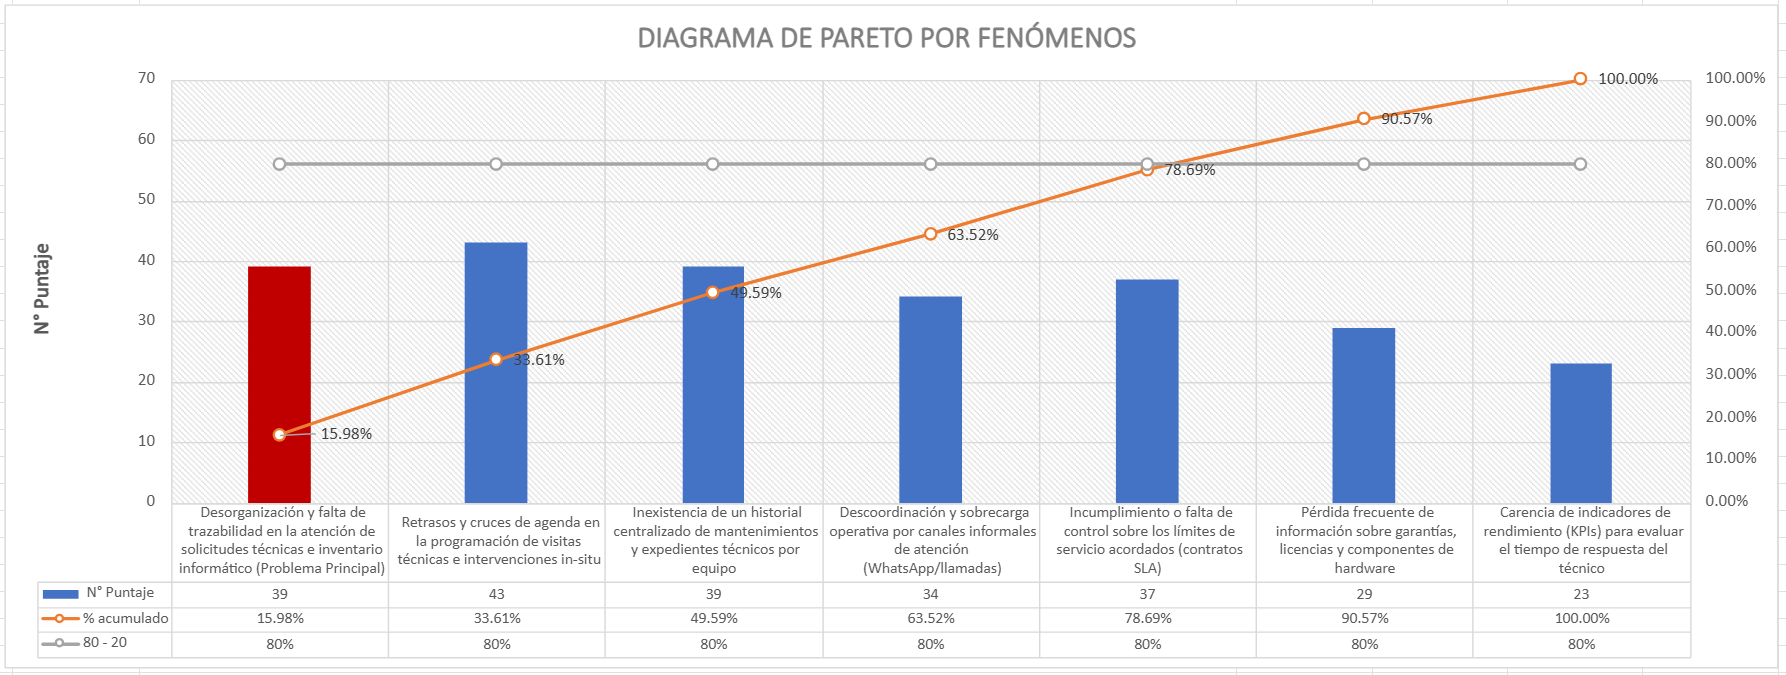 DIAGRAMA DE PARETO POR FENÓMENOS
N° Puntaje
70
60
50
40
30
20
10
0
100.00%
90.00%
80.00%
70.00%
60.00%
50.00%
40.00%
30.00%
20.00%
10.00%
0.00%
15.98%
33.61%
49.59%
63.52%
78.69%
90.57%
100.00%
Desorganización y falta de
trazabilidad en la atención de
solicitudes técnicas e inventario
informático (Problema Principal)
Retrasos y cruces de agenda en
la programación de visitas
técnicas e intervenciones in-situ
Inexistencia de un historial
centralizado de mantenimientos
y expedientes técnicos por
equipo
Descoordinación y sobrecarga
operativa por canales informales
de atención
(WhatsApp/llamadas)
Incumplimiento o falta de
control sobre los límites de
servicio acordados (contratos
SLA)
Pérdida frecuente de
información sobre garantías,
licencias y componentes de
hardware
Carencia de indicadores de
rendimiento (KPIs) para evaluar
el tiempo de respuesta del
técnico
N° Puntaje 39 43 39 34 37 29 23
% acumulado 15.98% 33.61% 49.59% 63.52% 78.69% 90.57% 100.00%
80 - 20 80% 80% 80% 80% 80% 80% 80%